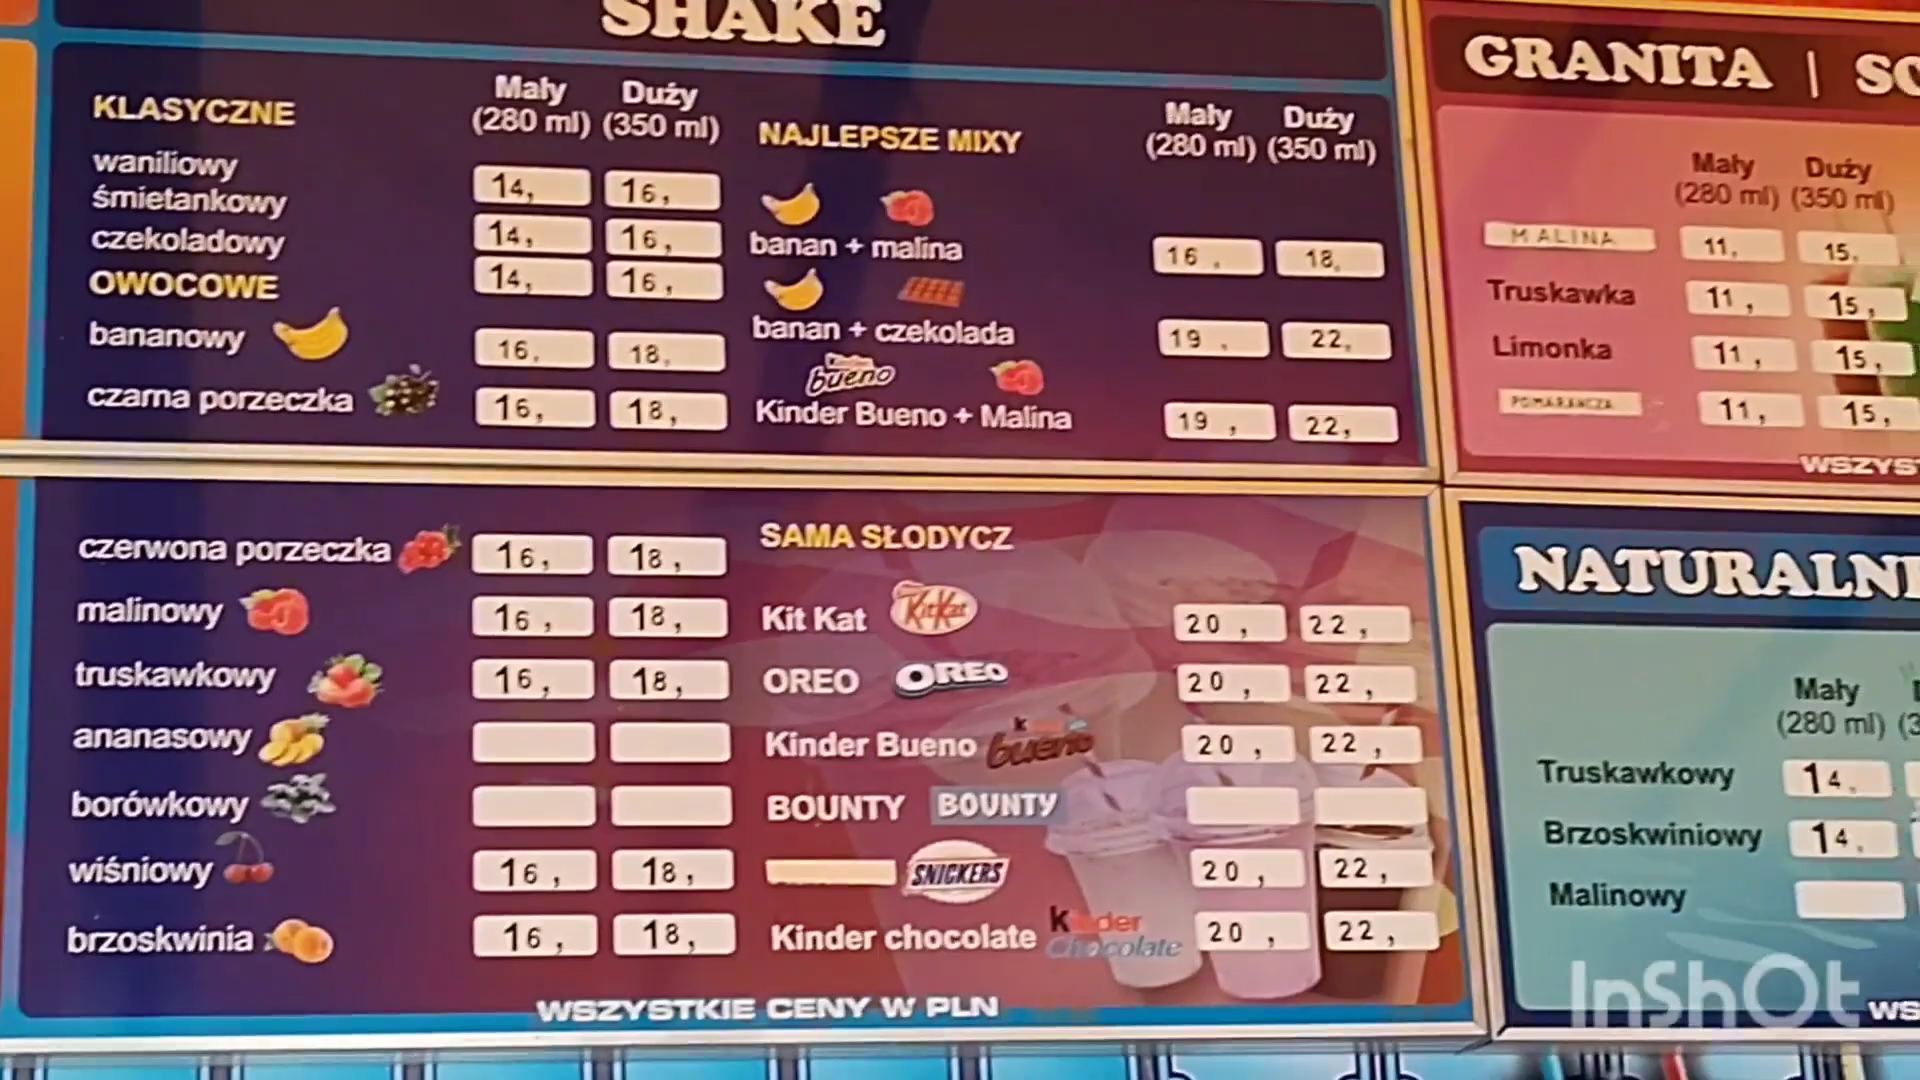 SHAKE
KLASYCZNE
Mały Duży
(280 ml) (350 ml)
waniliowy 14, 16,
śmietankowy 14, 16,
czekoladowy 14, 16,
OWOCOWE
bananowy 16, 18,
czarna porzeczka 16, 18,
NAJLEPSZE MIXY
Mały Duży
(280 ml) (350 ml)
banan + malina 16, 18,
banan + czekolada 19, 22,
bueno
Kinder Bueno + Malina 19, 22,
czerwona porzeczka 16, 18,
malinowy 16, 18,
truskawkowy 16, 18,
ananasowy
borówkowy
wiśniowy 16, 18,
brzoskwinia 16, 18,
SAMA SŁODYCZ
Kit Kat KitKat 20, 22,
OREO OREO 20, 22,
Kinder Bueno bueno 20, 22,
BOUNTY BOUNTY
SNICKERS 20, 22,
Kinder chocolate kinder Chocolate 20, 22,
WSZYSTKIE CENY W PLN
GRANITA |
Mały Duży
(280 ml) (350 ml)
MALINA 11, 15,
Truskawka 11, 15,
Limonka 11, 15,
POMARAŃCZA 11, 15,
NATURALN
Mały
(280 ml)
Truskawkowy 14,
Brzoskwiniowy 14,
Malinowy
InShOt